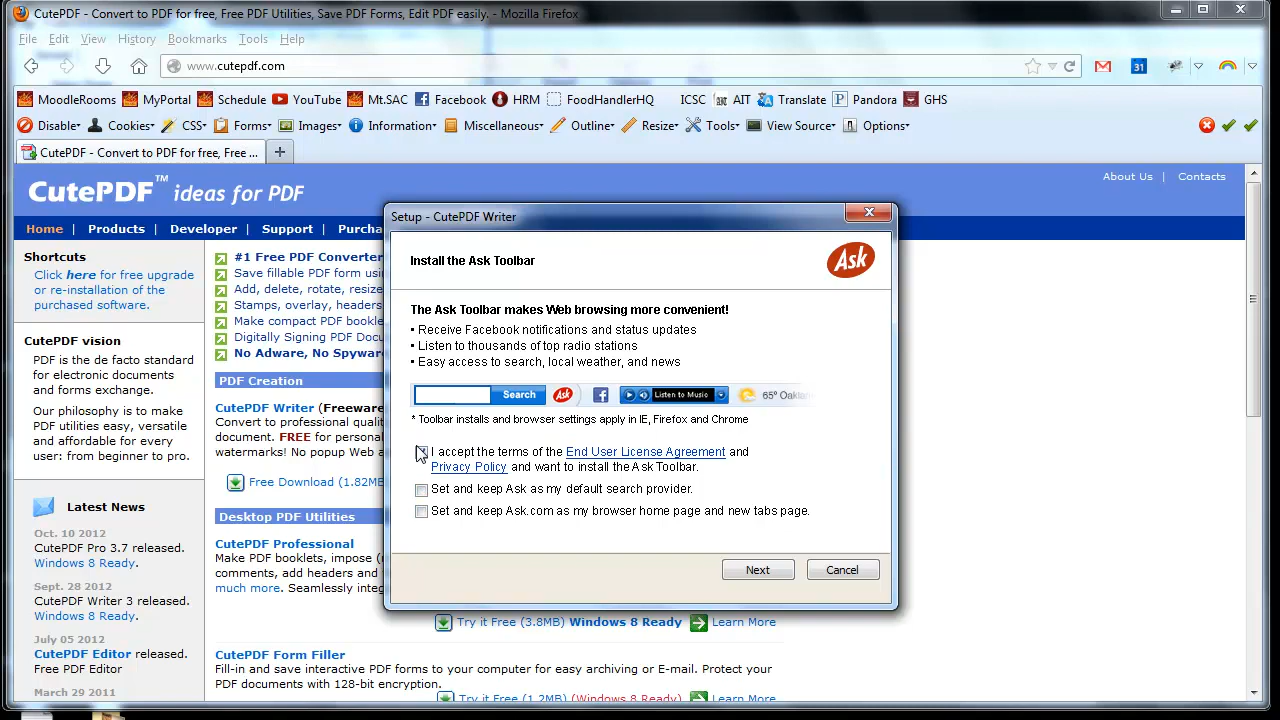 CutePDF - Convert to PDF for free, Free PDF Utilities, Save PDF Forms, Edit PDF easily. - Mozilla Firefox
File Edit View History Bookmarks Tools Help
www.cutepdf.com
31
MoodleRooms MyPortal Schedule YouTube Mt.SAC Facebook HRM FoodHandlerHQ ICSC AIT Translate Pandora GHS
Disable Cookies CSS Forms Images Information Miscellaneous Outline Resize Tools View Source Options
CutePDF - Convert to PDF for free, Free ...
CutePDF™ ideas for PDF
About Us | Contacts
Home Products Developer Support Purcha
Shortcuts
Click here for free upgrade
or re-installation of the
purchased software.
CutePDF vision
PDF is the de facto standard
for electronic documents
and forms exchange.
Our philosophy is to make
PDF utilities easy, versatile
and affordable for every
user: from beginner to pro.
Latest News
Oct. 10 2012
CutePDF Pro 3.7 released.
Windows 8 Ready.
Sept. 28 2012
CutePDF Writer 3 released.
Windows 8 Ready.
July 05 2012
CutePDF Editor released.
Free PDF Editor
March 29 2011
#1 Free PDF Converter
Save fillable PDF form usi
Add, delete, rotate, resize
Stamps, overlay, headers
Make compact PDF bookle
Digitally Signing PDF Docu
No Adware, No Spyware
PDF Creation
CutePDF Writer (Freeware
Convert to professional quality
document. FREE for personal
watermarks! No popup Web a
Free Download (1.82M
Desktop PDF Utilities
CutePDF Professional
Make PDF booklets, impose (
comments, add headers and
much more. Seamlessly integ
Try it Free (3.8MB) Windows 8 Ready Learn More
CutePDF Form Filler
Fill-in and save interactive PDF forms to your computer for easy archiving or E-mail. Protect your
PDF documents with 128-bit encryption.
Try it Free (1.2MB) (Windows 8 Ready) Learn More
Setup - CutePDF Writer
Install the Ask Toolbar
Ask
The Ask Toolbar makes Web browsing more convenient!
• Receive Facebook notifications and status updates
• Listen to thousands of top radio stations
• Easy access to search, local weather, and news
Search Ask Listen to Music 65° Oaklan
* Toolbar installs and browser settings apply in IE, Firefox and Chrome
I accept the terms of the End User License Agreement and
Privacy Policy and want to install the Ask Toolbar.
Set and keep Ask as my default search provider.
Set and keep Ask.com as my browser home page and new tabs page.
Next Cancel